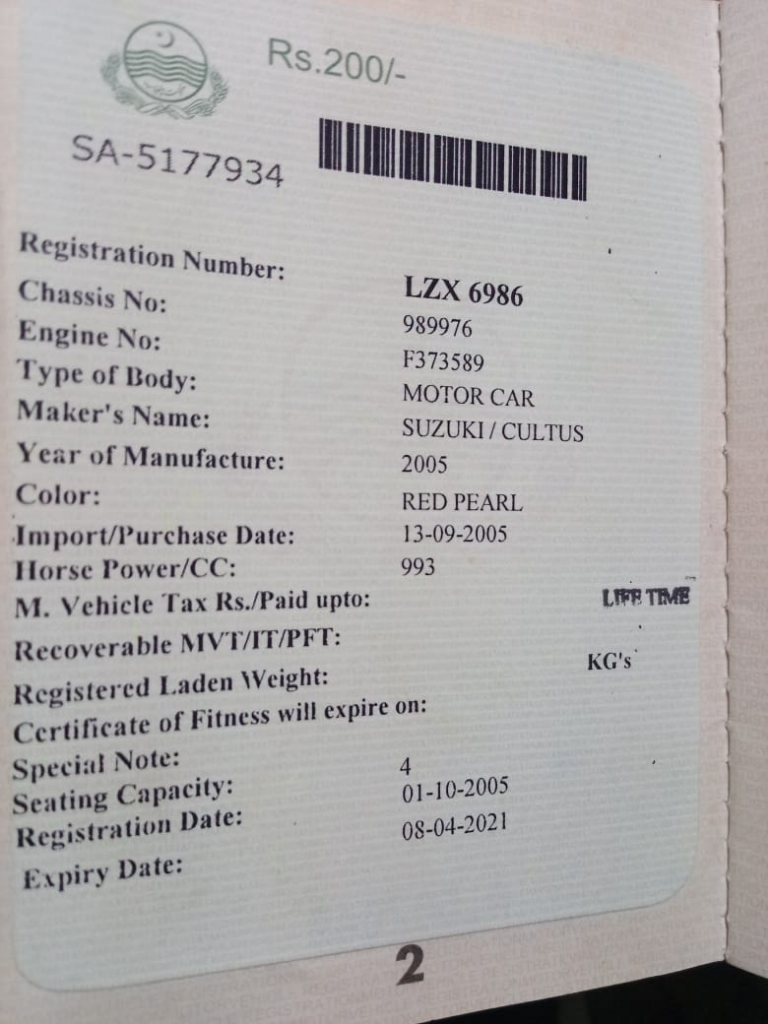 Rs.200/-
SA-5177934
Registration Number: LZX 6986
Chassis No: 989976
Engine No: F373589
Type of Body: MOTOR CAR
Maker's Name: SUZUKI / CULTUS
Year of Manufacture: 2005
Color: RED PEARL
Import/Purchase Date: 13-09-2005
Horse Power/CC: 993
M. Vehicle Tax Rs./Paid upto: LIFE TIME
Recoverable MVT/IT/PFT:
Registered Laden Weight: KG's
Certificate of Fitness will expire on:
Special Note:
Seating Capacity: 4
Registration Date: 01-10-2005
Expiry Date: 08-04-2021
2